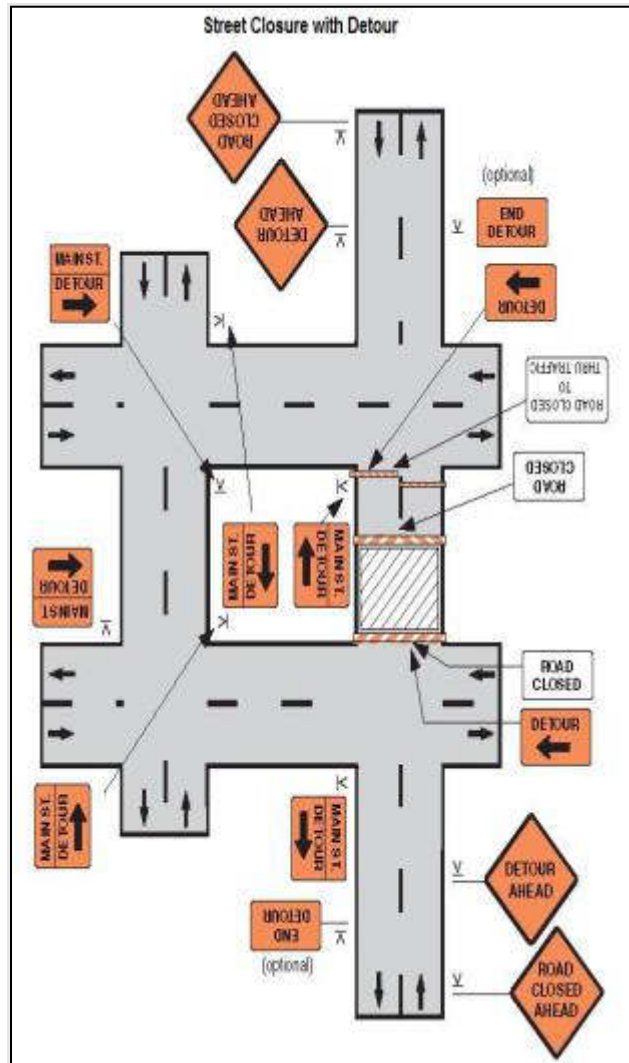 Street Closure with Detour
ROAD
CLOSED
AHEAD
DETOUR
AHEAD
(optional)
END
DETOUR
MAIN ST.
DETOUR
DETOUR
ROAD CLOSED
TO
THRU TRAFFIC
ROAD
CLOSED
MAIN ST.
DETOUR
MAIN ST.
DETOUR
MAIN ST.
DETOUR
ROAD
CLOSED
DETOUR
MAIN ST.
DETOUR
MAIN ST.
DETOUR
DETOUR
AHEAD
END
DETOUR
(optional)
ROAD
CLOSED
AHEAD